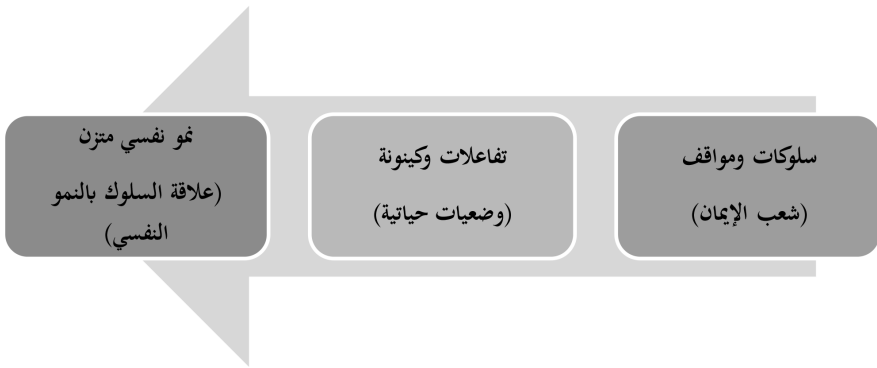 سلوكات ومواقف
(شعب الإيمان)
تفاعلات وكينونة
(وضعيات حياتية)
نمو نفسي متزن
(علاقة السلوك بالنمو
النفسي)